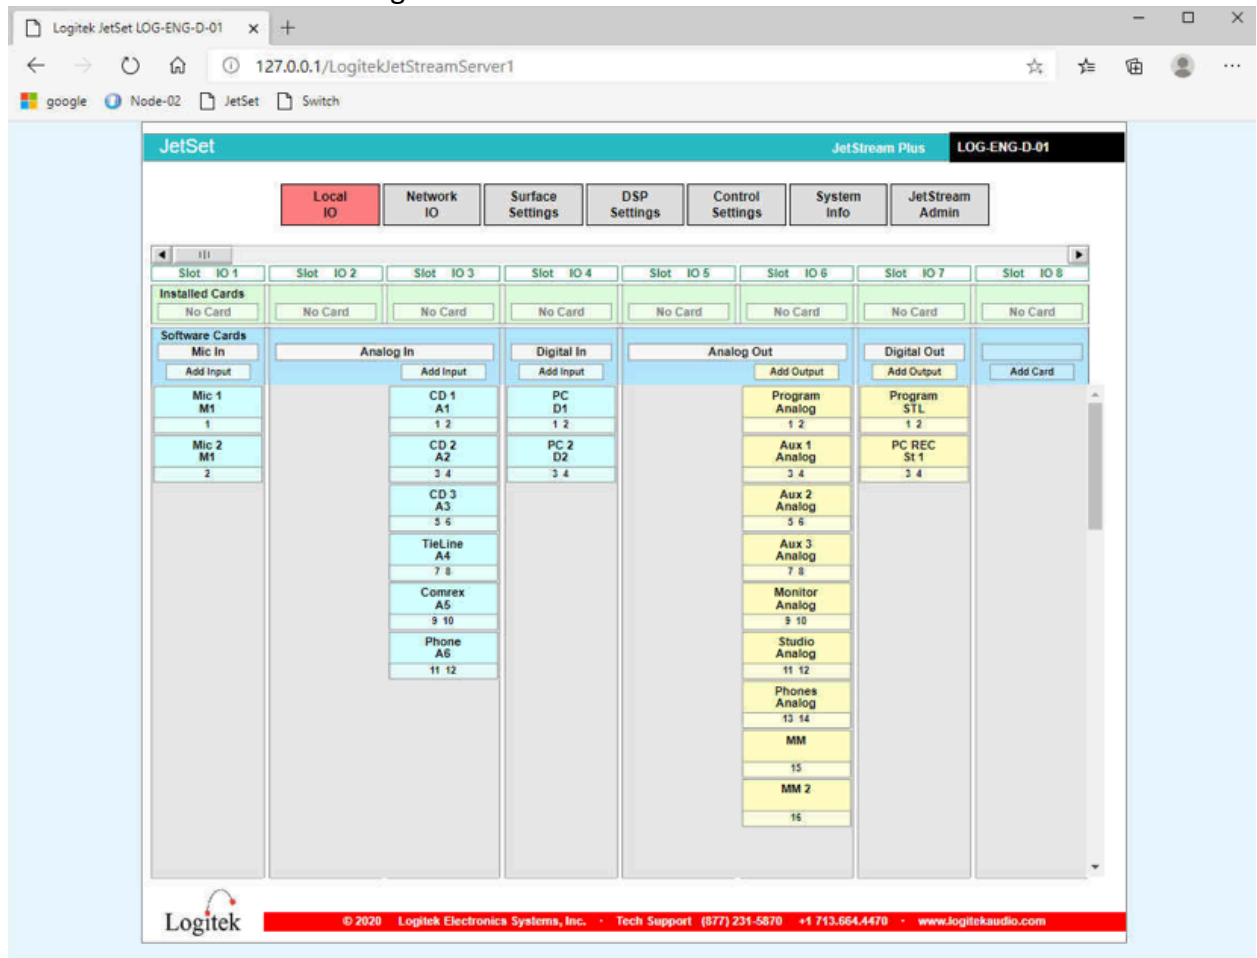 Logitek JetSet LOG-ENG-D-01
127.0.0.1/LogitekJetStreamServer1
google Node-02 JetSet Switch
JetSet JetStream Plus LOG-ENG-D-01
Local IO
Network IO
Surface Settings
DSP Settings
Control Settings
System Info
JetStream Admin
Slot IO 1 Slot IO 2 Slot IO 3 Slot IO 4 Slot IO 5 Slot IO 6 Slot IO 7 Slot IO 8
Installed Cards
No Card No Card No Card No Card No Card No Card No Card No Card
Software Cards
Mic In Analog In Digital In Analog Out Digital Out
Add Input Add Input Add Input Add Output Add Output Add Card
Mic 1
M1
1
Mic 2
M1
2
CD 1
A1
1 2
CD 2
A2
3 4
CD 3
A3
5 6
TieLine
A4
7 8
Comrex
A5
9 10
Phone
A6
11 12
PC
D1
1 2
PC 2
D2
3 4
Program
Analog
1 2
Aux 1
Analog
3 4
Aux 2
Analog
5 6
Aux 3
Analog
7 8
Monitor
Analog
9 10
Studio
Analog
11 12
Phones
Analog
13 14
MM
15
MM 2
16
Program
STL
1 2
PC REC
St 1
3 4
Logitek
© 2020 Logitek Electronics Systems, Inc. · Tech Support (877) 231-5870 +1 713.664.4470 · www.logitekaudio.com